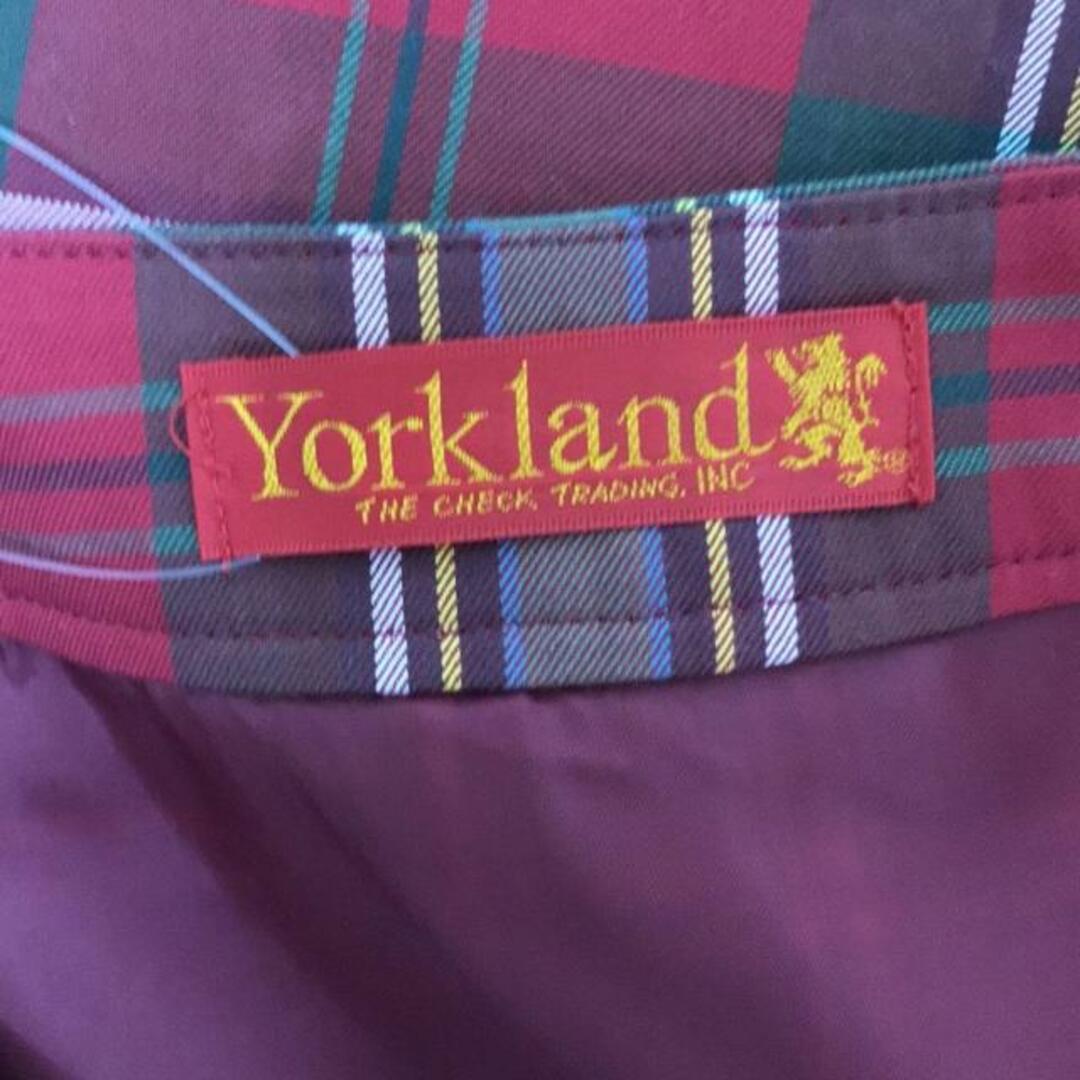 Yorkland
THE CHECK, TRADING, INC
®